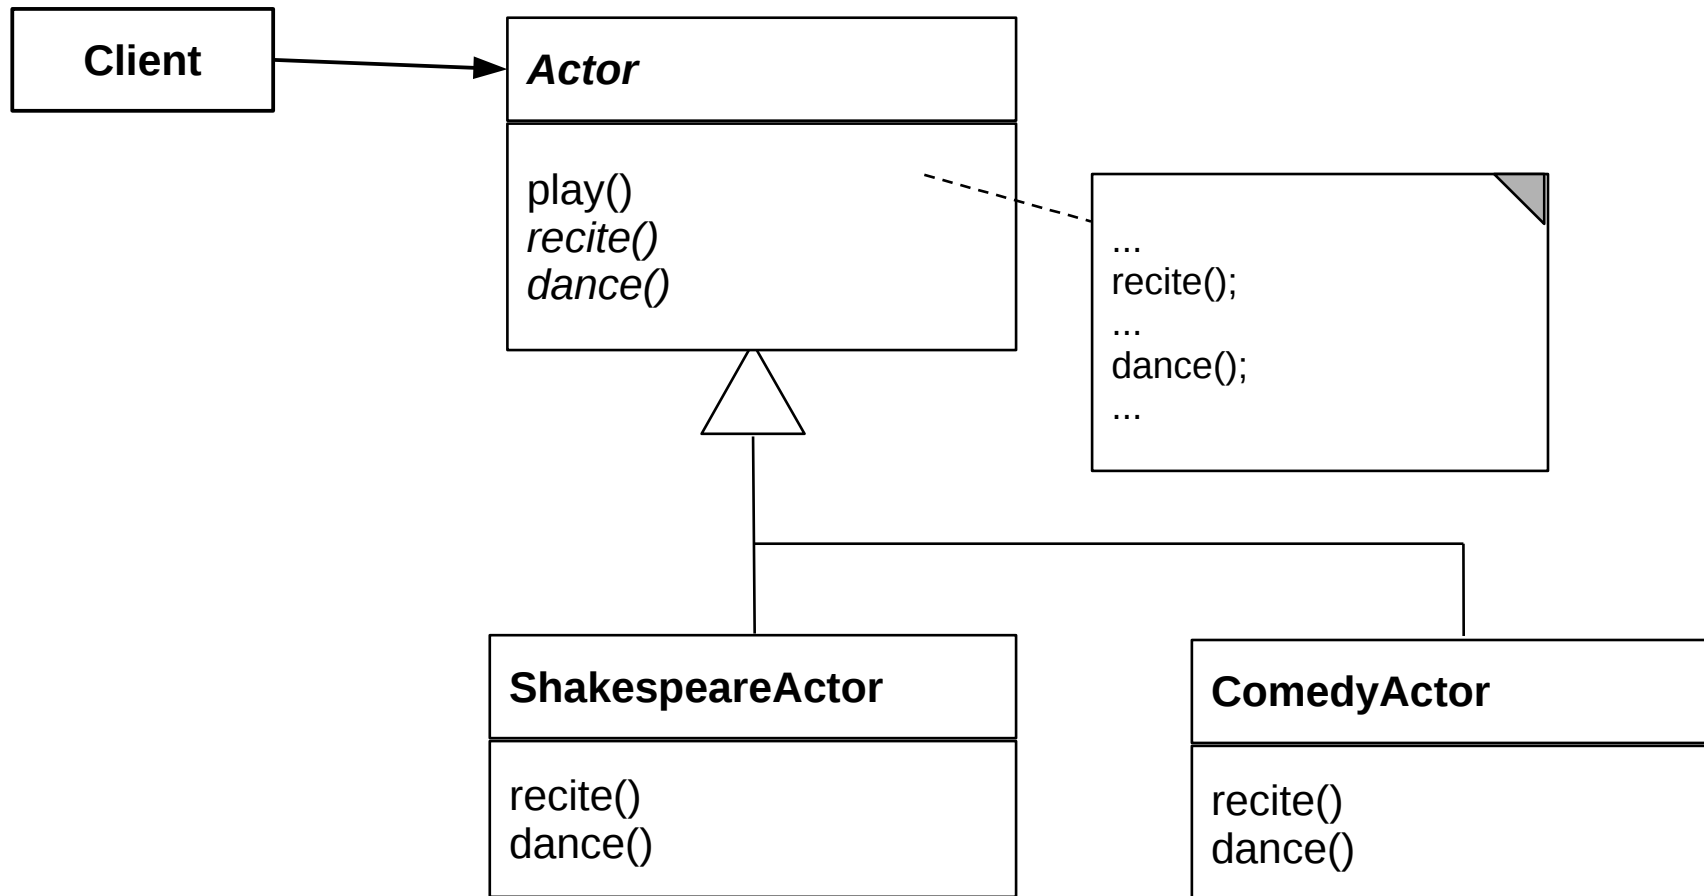 Client
Actor
play()
recite()
dance()
...
recite();
...
dance();
...
ShakespeareActor
recite()
dance()
ComedyActor
recite()
dance()